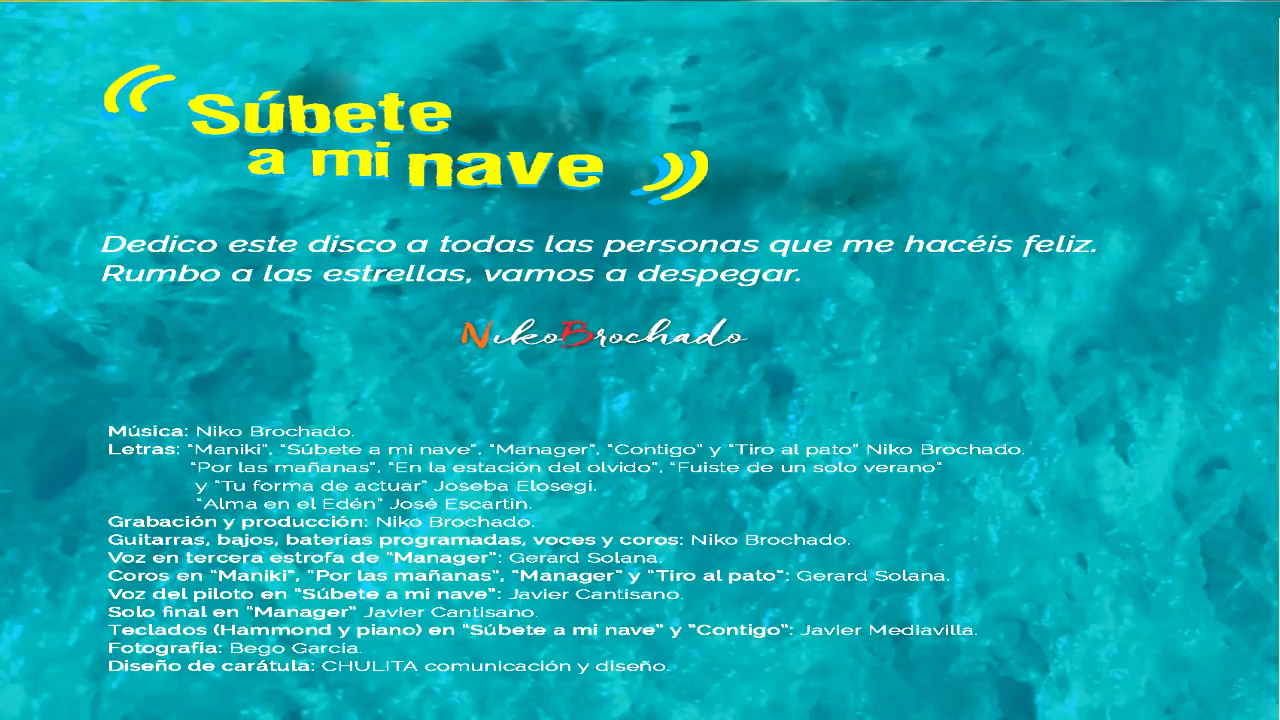 Súbete
a mi nave
Dedico este disco a todas las personas que me hacéis feliz.
Rumbo a las estrellas, vamos a despegar.
NikoBrochado
Música: Niko Brochado.
Letras: "Maniki", "Súbete a mi nave", "Manager", "Contigo" y "Tiro al pato" Niko Brochado.
"Por las mañanas", "En la estación del olvido", "Fuiste de un solo verano"
y "Tu forma de actuar" Joseba Elosegi.
"Alma en el Edén" José Escartin.
Grabación y producción: Niko Brochado.
Guitarras, bajos, baterías programadas, voces y coros: Niko Brochado.
Voz en tercera estrofa de "Manager": Gerard Solana.
Coros en "Maniki", "Por las mañanas", "Manager" y "Tiro al pato": Gerard Solana.
Voz del piloto en "Súbete a mi nave": Javier Cantisano.
Solo final en "Manager" Javier Cantisano.
Teclados (Hammond y piano) en "Súbete a mi nave" y "Contigo": Javier Mediavilla.
Fotografía: Bego García.
Diseño de carátula: CHULITA comunicación y diseño.